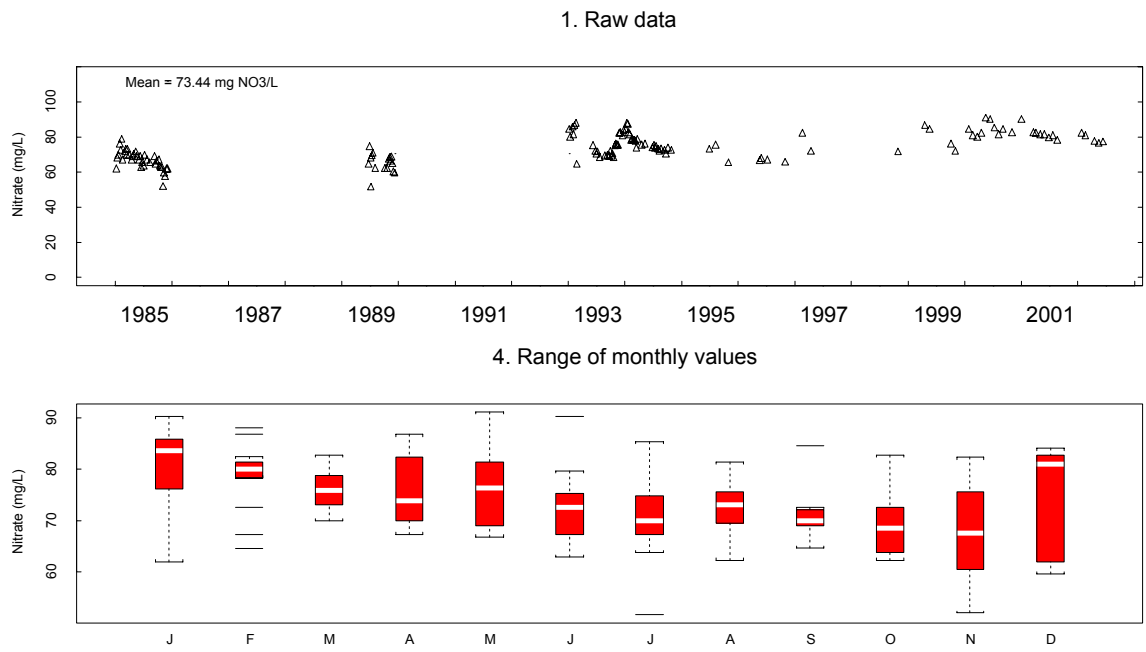 1. Raw data
Mean = 73.44 mg NO3/L
Nitrate (mg/L)
100
80
60
40
20
0
1985 1987 1989 1991 1993 1995 1997 1999 2001
4. Range of monthly values
Nitrate (mg/L)
90
80
70
60
J F M A M J J A S O N D